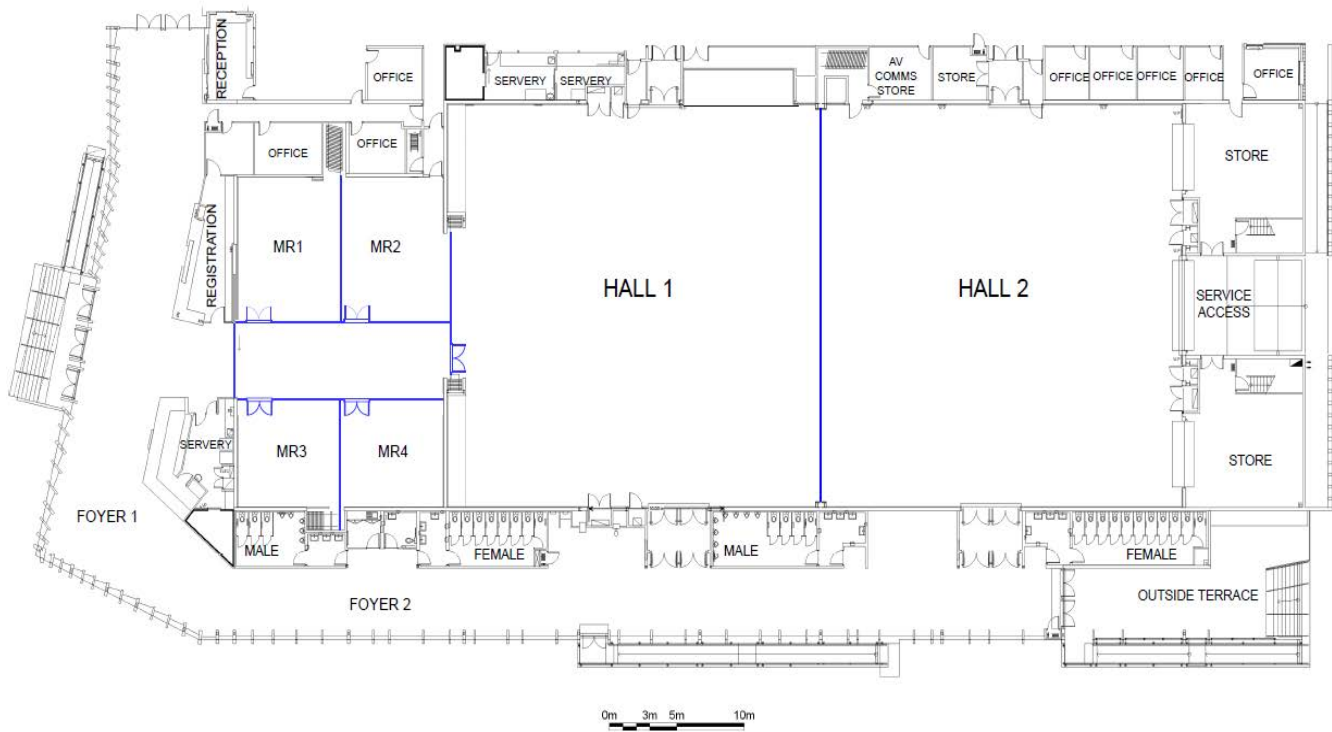 RECEPTION
OFFICE
SERVERY
SERVERY
AV
COMMS
STORE
STORE
OFFICE
OFFICE
OFFICE
OFFICE
OFFICE
OFFICE
OFFICE
STORE
REGISTRATION
MR1
MR2
HALL 1
HALL 2
SERVICE
ACCESS
SERVERY
MR3
MR4
STORE
FOYER 1
MALE
FEMALE
MALE
FEMALE
FOYER 2
OUTSIDE TERRACE
0m 3m 5m 10m